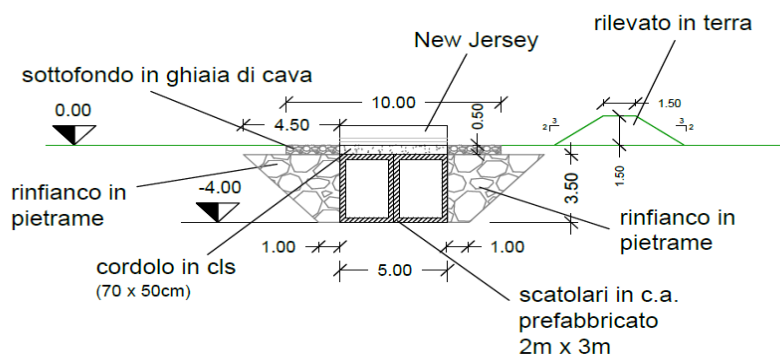 New Jersey
rilevato in terra
sottofondo in ghiaia di cava
0.00
10.00
4.50
0.50
1.50
2 3
3 2
1.50
-4.00
3.50
rinfianco in
pietrame
rinfianco in
pietrame
1.00
1.00
5.00
cordolo in cls
(70 x 50cm)
scatolari in c.a.
prefabbricato
2m x 3m